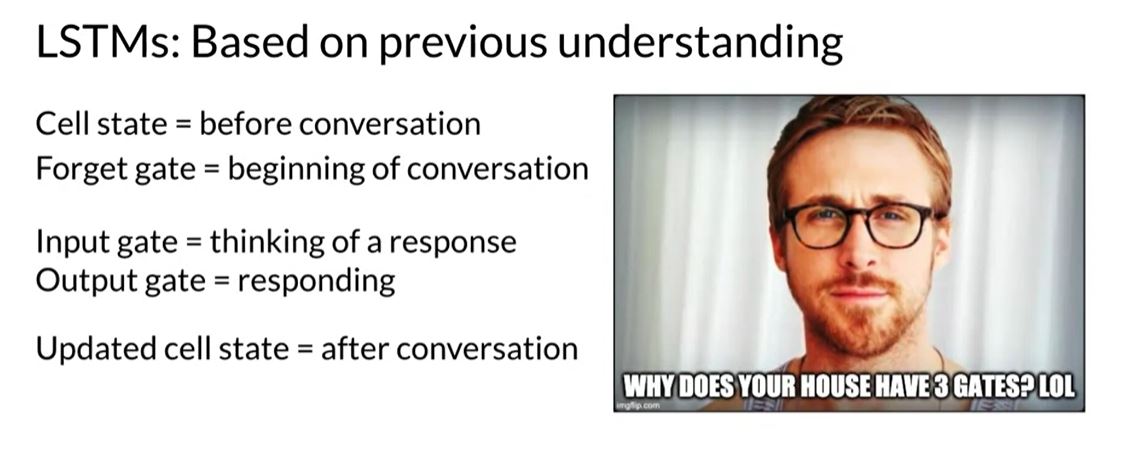 LSTMs: Based on previous understanding
Cell state = before conversation
Forget gate = beginning of conversation
Input gate = thinking of a response
Output gate = responding
Updated cell state = after conversation
WHY DOES YOUR HOUSE HAVE 3 GATES? LOL
imgflip.com